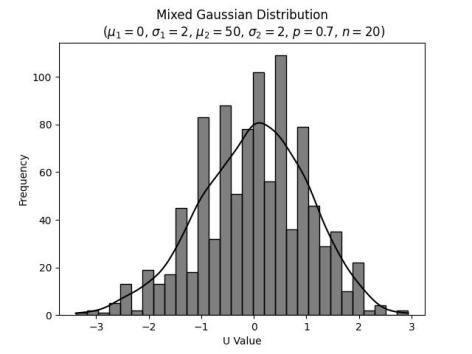 Mixed Gaussian Distribution
(μ₁ = 0, σ₁ = 2, μ₂ = 50, σ₂ = 2, p = 0.7, n = 20)
100
80
60
40
20
0
Frequency
−3 −2 −1 0 1 2 3
U Value